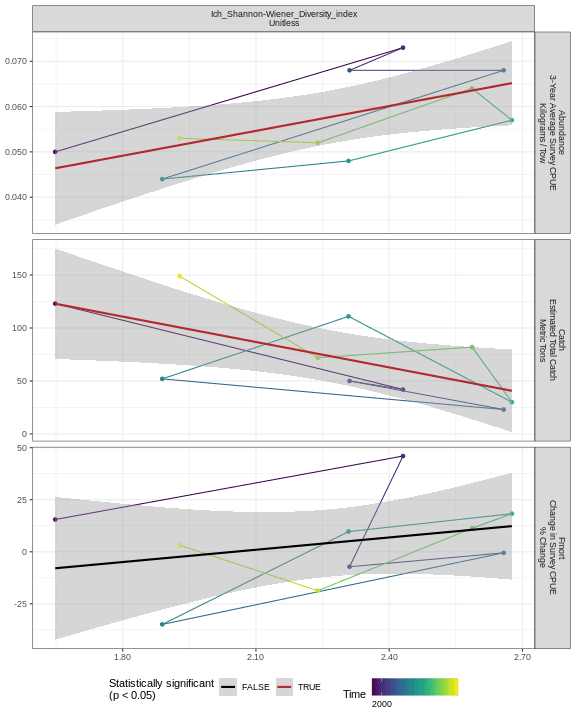 Ich_Shannon-Wiener_Diversity_index
Unitless
0.070
0.060
0.050
0.040
Abundance
3-Year Average Survey CPUE
Kilograms / Tow
150
100
50
0
Catch
Estimated Total Catch
Metric Tons
50
25
0
-25
Fmort
Change in Survey CPUE
% Change
1.80
2.10
2.40
2.70
Statistically significant
(p < 0.05)
FALSE
TRUE
Time
2000